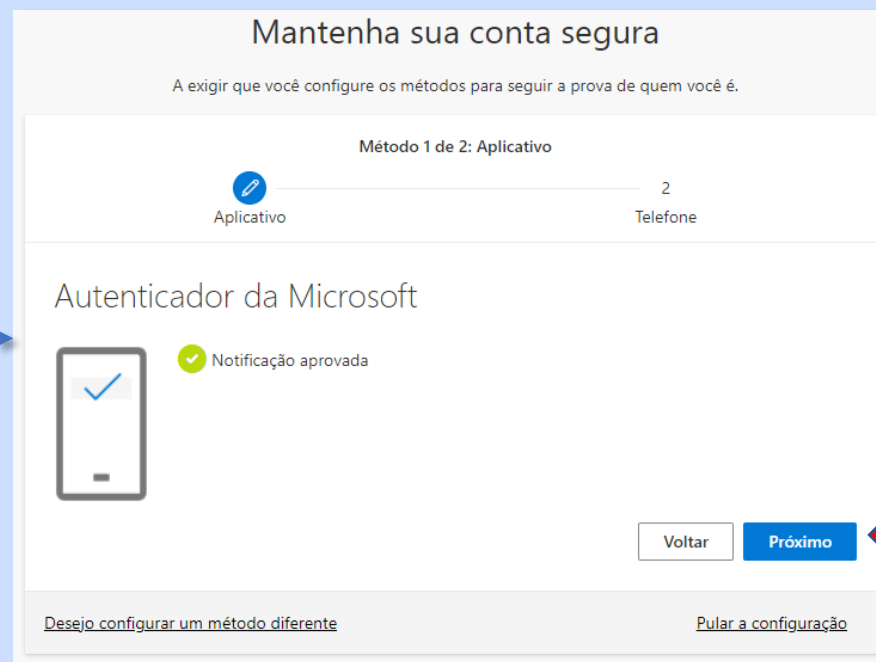 Mantenha sua conta segura
A exigir que você configure os métodos para seguir a prova de quem você é.
Método 1 de 2: Aplicativo
2
Aplicativo
Telefone
Autenticador da Microsoft
Notificação aprovada
Voltar
Próximo
Desejo configurar um método diferente
Pular a configuração